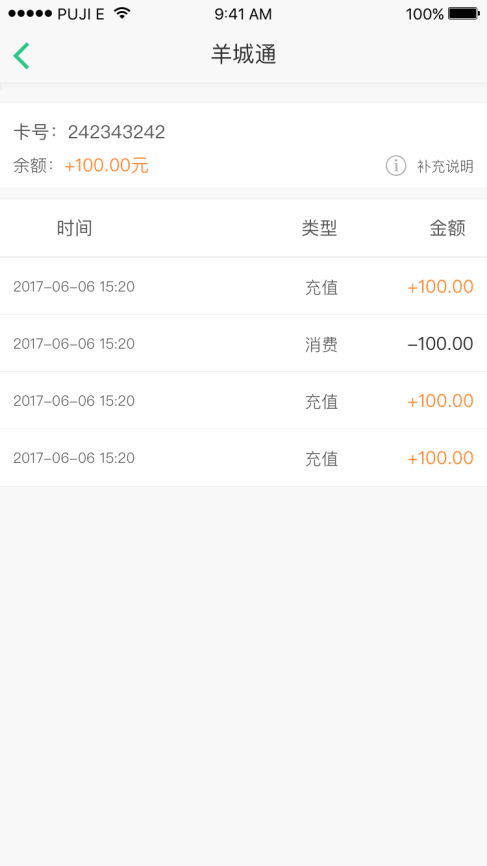 PUJI E 9:41 AM 100%
羊城通
卡号：242343242
余额：+100.00元 补充说明
时间 类型 金额
2017-06-06 15:20 充值 +100.00
2017-06-06 15:20 消费 -100.00
2017-06-06 15:20 充值 +100.00
2017-06-06 15:20 充值 +100.00